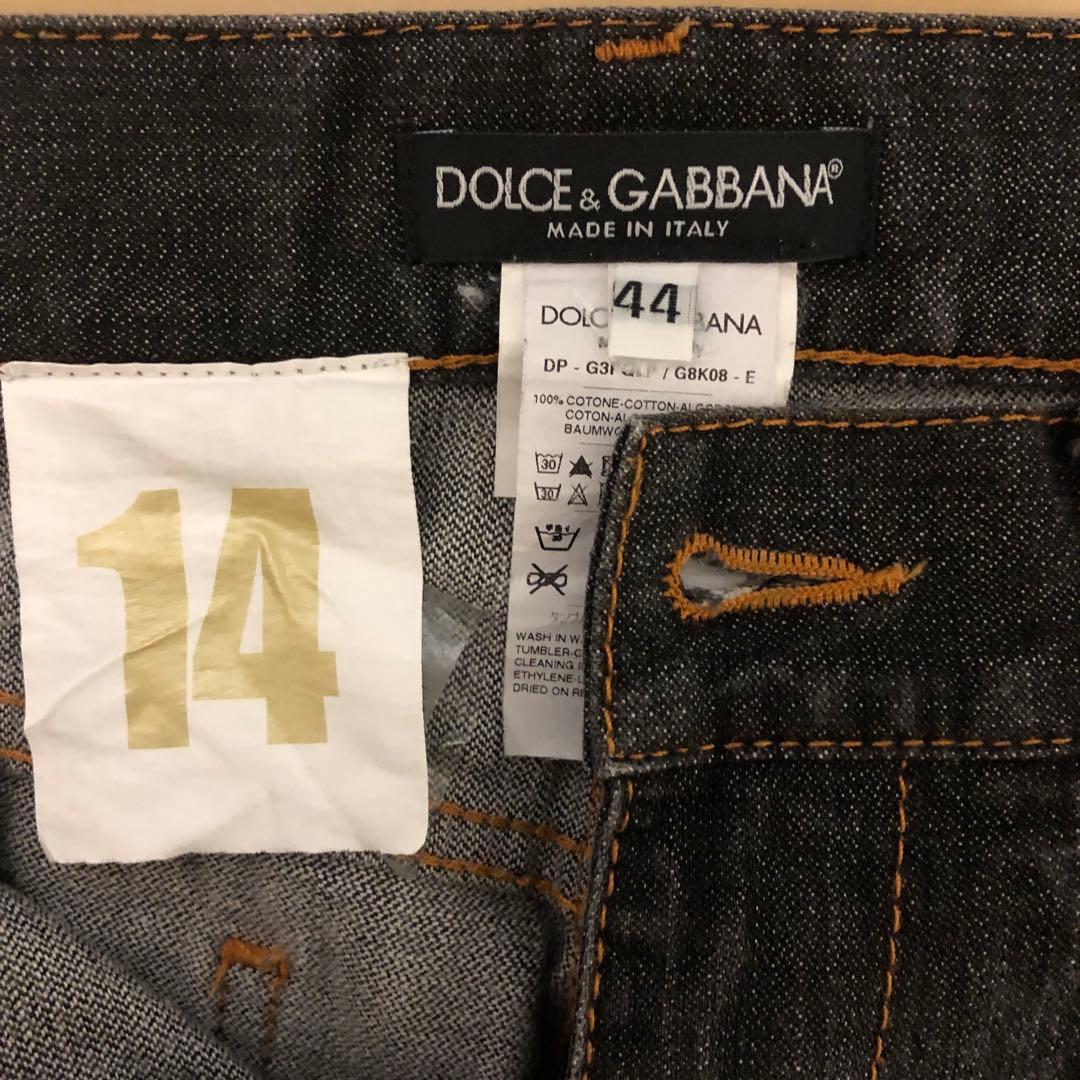 DOLCE & GABBANA®
MADE IN ITALY
44
DOLC ANA
DP - G3 / G8K08 - E
100% COTONE-COTTON-
COTON-
14
30
30
WASH IN
TUMBLER-
CLEANING
ETHYLENE-
DRIED ON